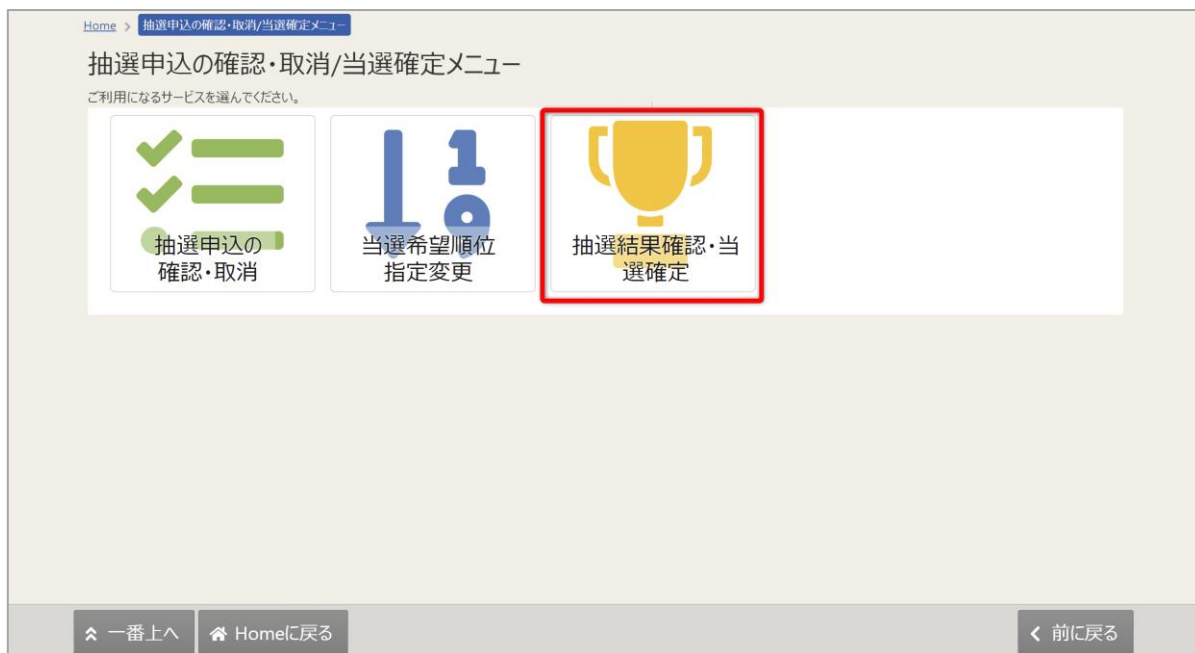 Home > 抽選申込の確認・取消/当選確定メニュー
抽選申込の確認・取消/当選確定メニュー
ご利用になるサービスを選んでください。
抽選申込の
確認・取消
当選希望順位
指定変更
抽選結果確認・当
選確定
一番上へ
Homeに戻る
前に戻る